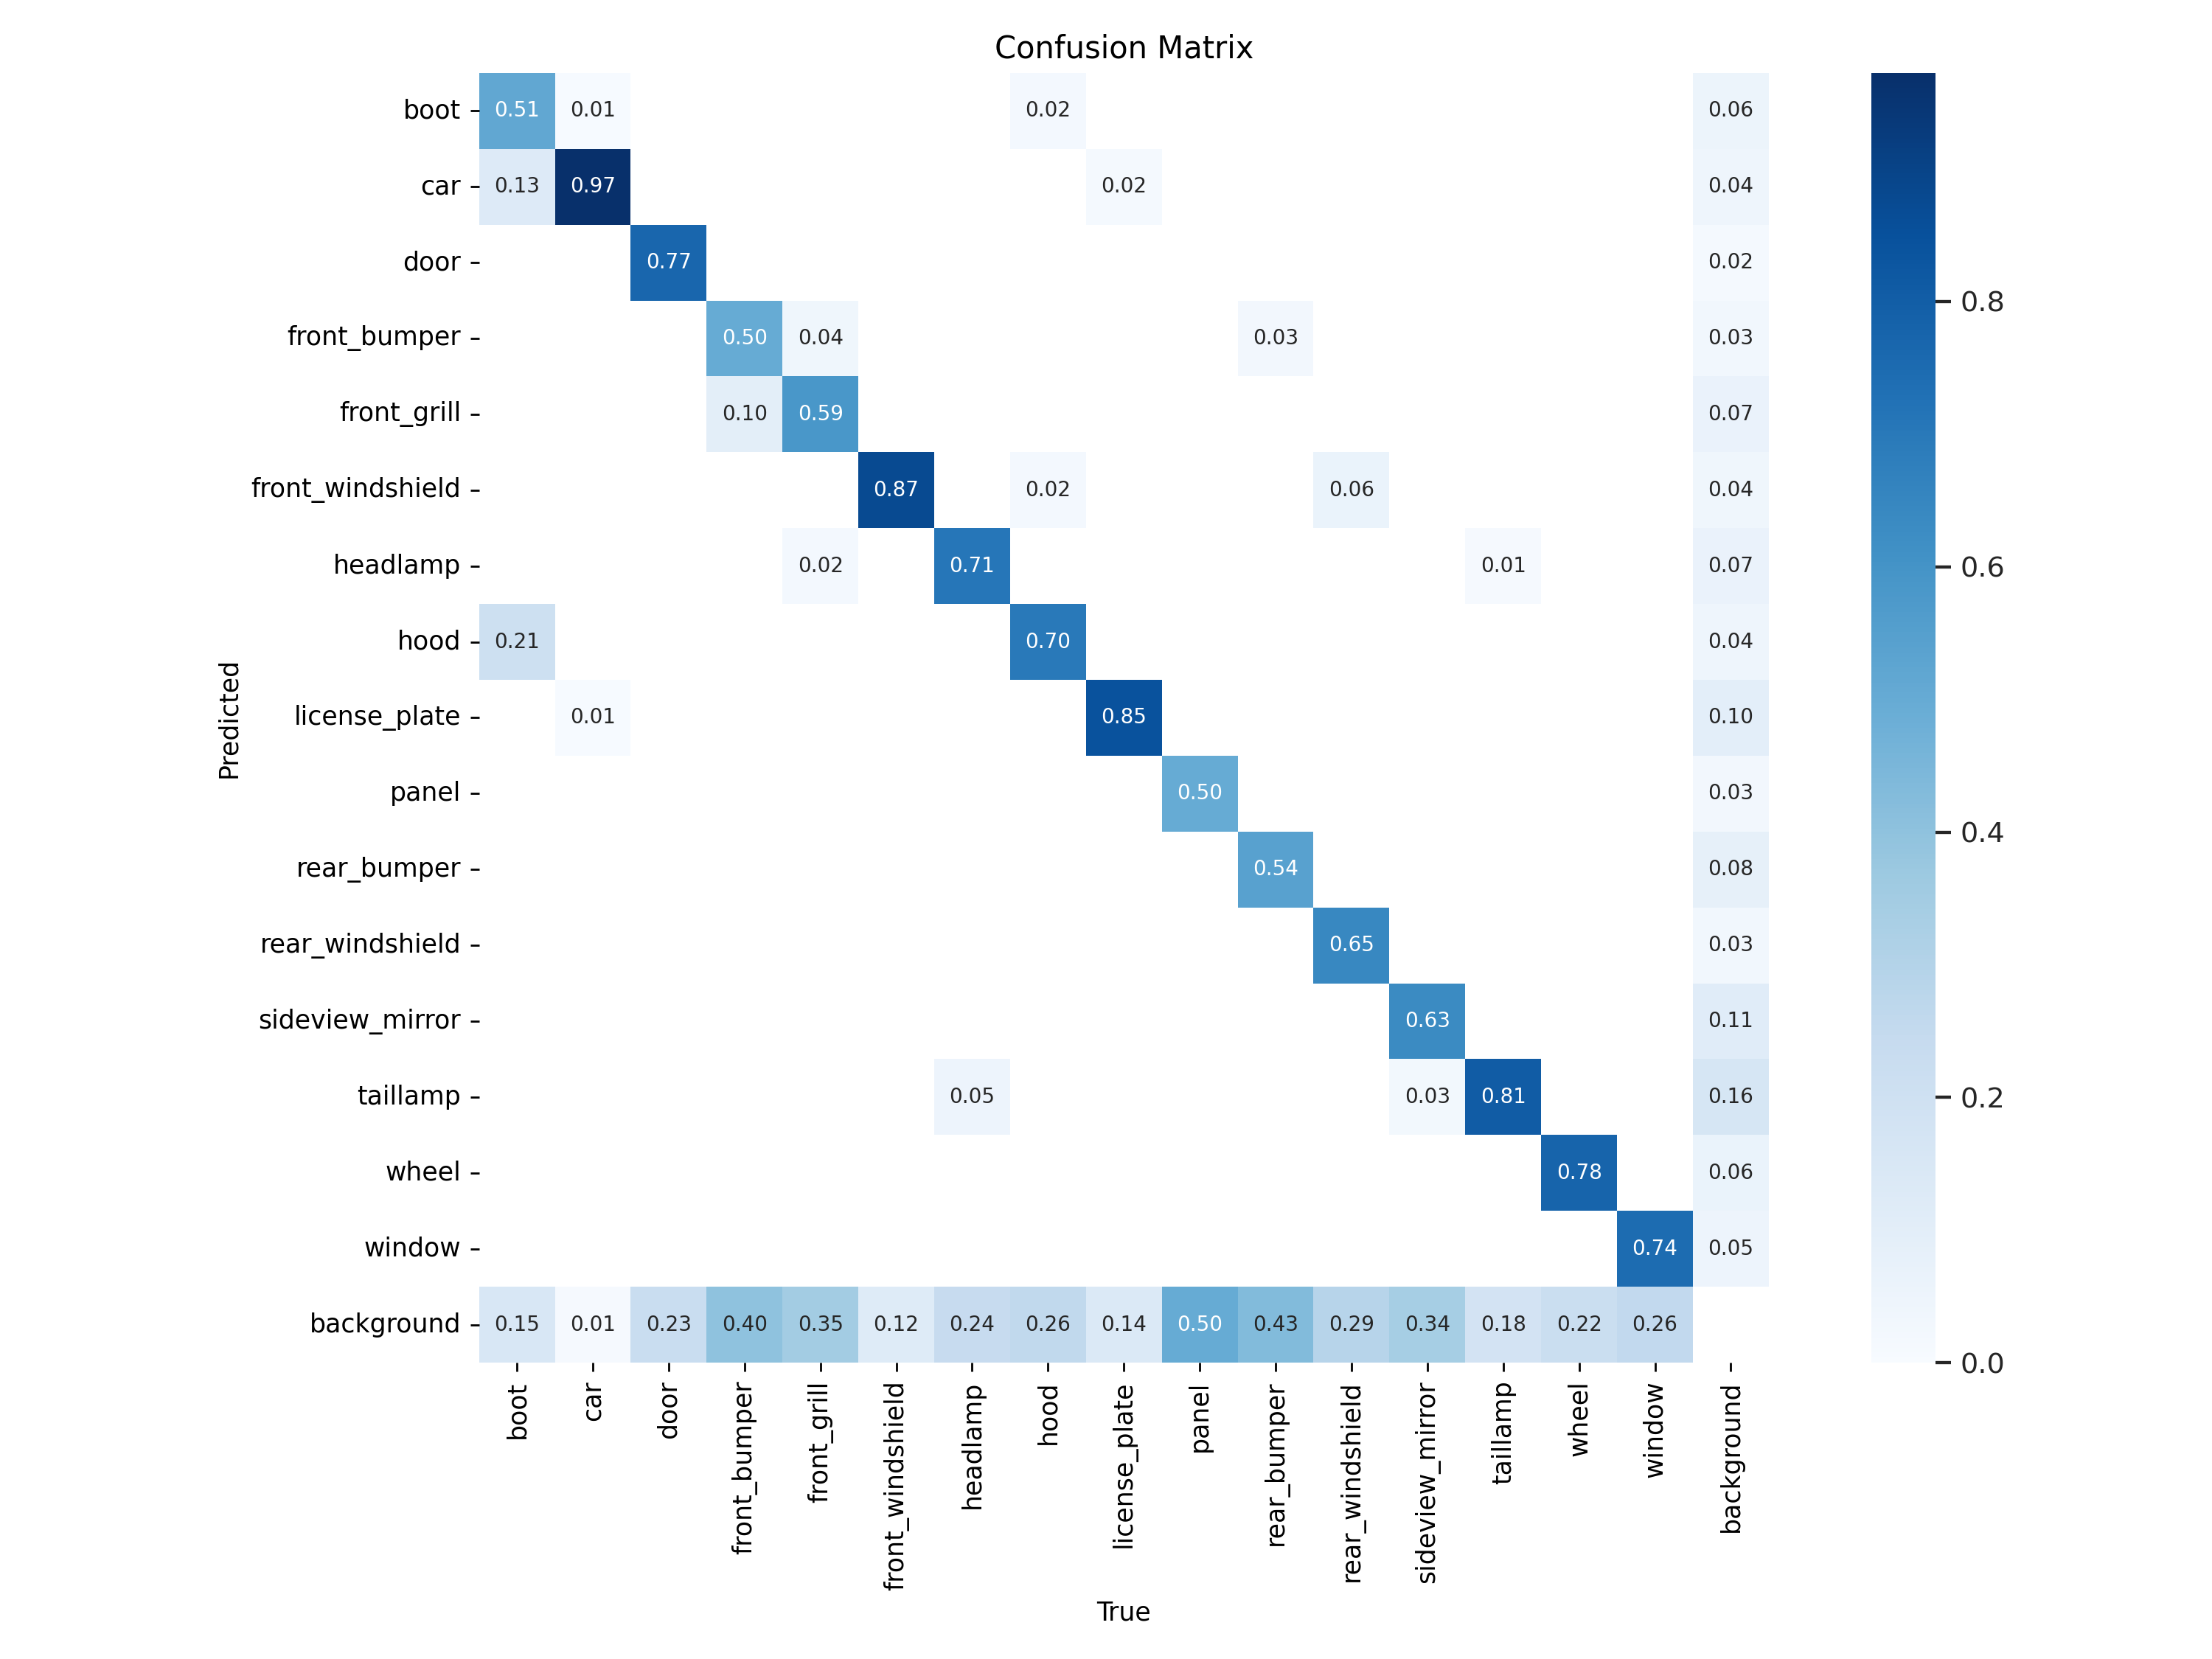 Confusion Matrix
boot 0.51 0.01 0.02 0.06
car 0.13 0.97 0.02 0.04
door 0.77 0.02
front_bumper 0.50 0.04 0.03 0.03
front_grill 0.10 0.59 0.07
front_windshield 0.87 0.02 0.06 0.04
headlamp 0.02 0.71 0.01 0.07
hood 0.21 0.70 0.04
license_plate 0.01 0.85 0.10
panel 0.50 0.03
rear_bumper 0.54 0.08
rear_windshield 0.65 0.03
sideview_mirror 0.63 0.11
taillamp 0.05 0.03 0.81 0.16
wheel 0.78 0.06
window 0.74 0.05
background 0.15 0.01 0.23 0.40 0.35 0.12 0.24 0.26 0.14 0.50 0.43 0.29 0.34 0.18 0.22 0.26
Predicted
boot
car
door
front_bumper
front_grill
front_windshield
headlamp
hood
license_plate
panel
rear_bumper
rear_windshield
sideview_mirror
taillamp
wheel
window
background
True
0.8
0.6
0.4
0.2
0.0